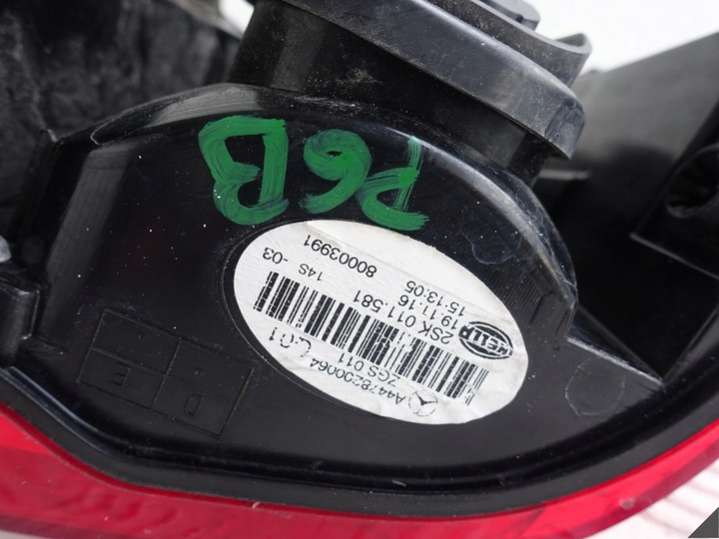 P6B
A4478200064
ZGS 011
HELLA
2SK 011.581
19.11.16
15:13:05
14S -03
80003991